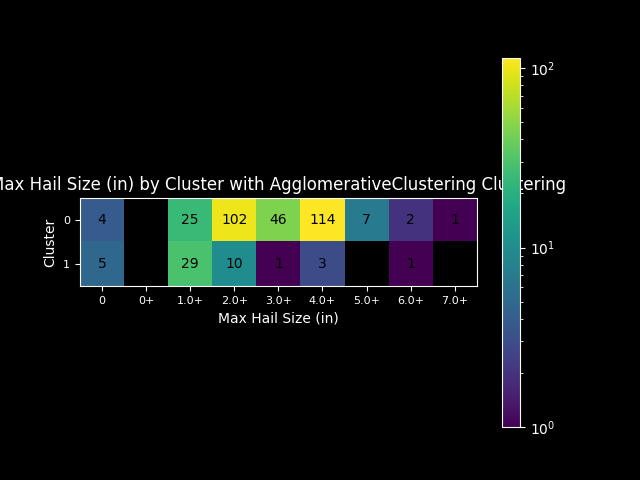 Max Hail Size (in) by Cluster with AgglomerativeClustering Clustering
Cluster
0 4 25 102 46 114 7 2 1
1 5 29 10 1 3 1
0 0+ 1.0+ 2.0+ 3.0+ 4.0+ 5.0+ 6.0+ 7.0+
Max Hail Size (in)
10²
10¹
10⁰